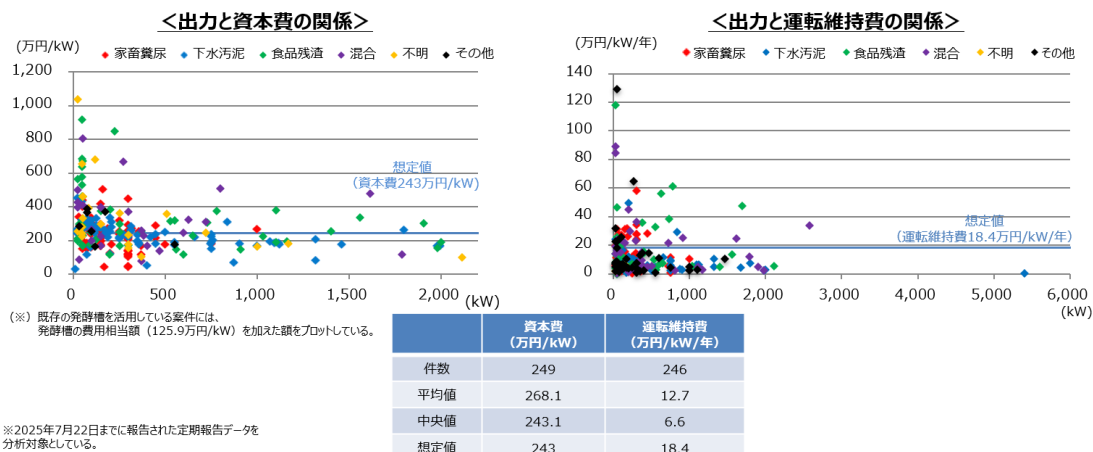 ＜出力と資本費の関係＞
(万円/kW)
家畜糞尿 下水汚泥 食品残渣 混合 不明 その他
1,200
1,000
800
600
400
200
0
想定値
（資本費243万円/kW）
0 500 1,000 1,500 2,000
(kW)
（※）既存の発酵槽を活用している案件には、
発酵槽の費用相当額（125.9万円/kW）を加えた額をプロットしている。
＜出力と運転維持費の関係＞
(万円/kW/年)
家畜糞尿 下水汚泥 食品残渣 混合 不明 その他
140
120
100
80
60
40
20
0
想定値
（運転維持費18.4万円/kW/年）
0 1,000 2,000 3,000 4,000 5,000 6,000
(kW)
資本費 運転維持費
（万円/kW） （万円/kW/年）
件数 249 246
平均値 268.1 12.7
中央値 243.1 6.6
想定値 243 18.4
※2025年7月22日までに報告された定期報告データを
分析対象としている。